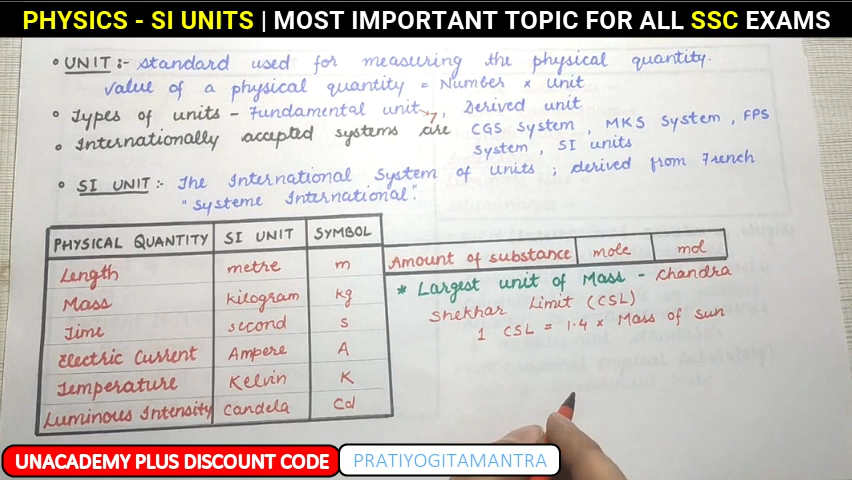 PHYSICS - SI UNITS | MOST IMPORTANT TOPIC FOR ALL SSC EXAMS
• UNIT :- standard used for measuring the physical quantity.
value of a physical quantity = Number × unit
• Types of units - Fundamental unit, Derived unit
• Internationally accepted systems are CGS System, MKS System, FPS
System, SI units
• SI UNIT :- The International System of units ; derived from French
"Systeme International".
PHYSICAL QUANTITY SI UNIT SYMBOL
Length metre m
Mass kilogram kg
Time second s
Electric Current Ampere A
Temperature Kelvin K
Luminous Intensity Candela Cd
Amount of substance mole mol
* Largest unit of Mass - Chandra
Shekhar Limit (CSL)
1 CSL = 1.4 × Mass of sun
UNACADEMY PLUS DISCOUNT CODE PRATIYOGITAMANTRA